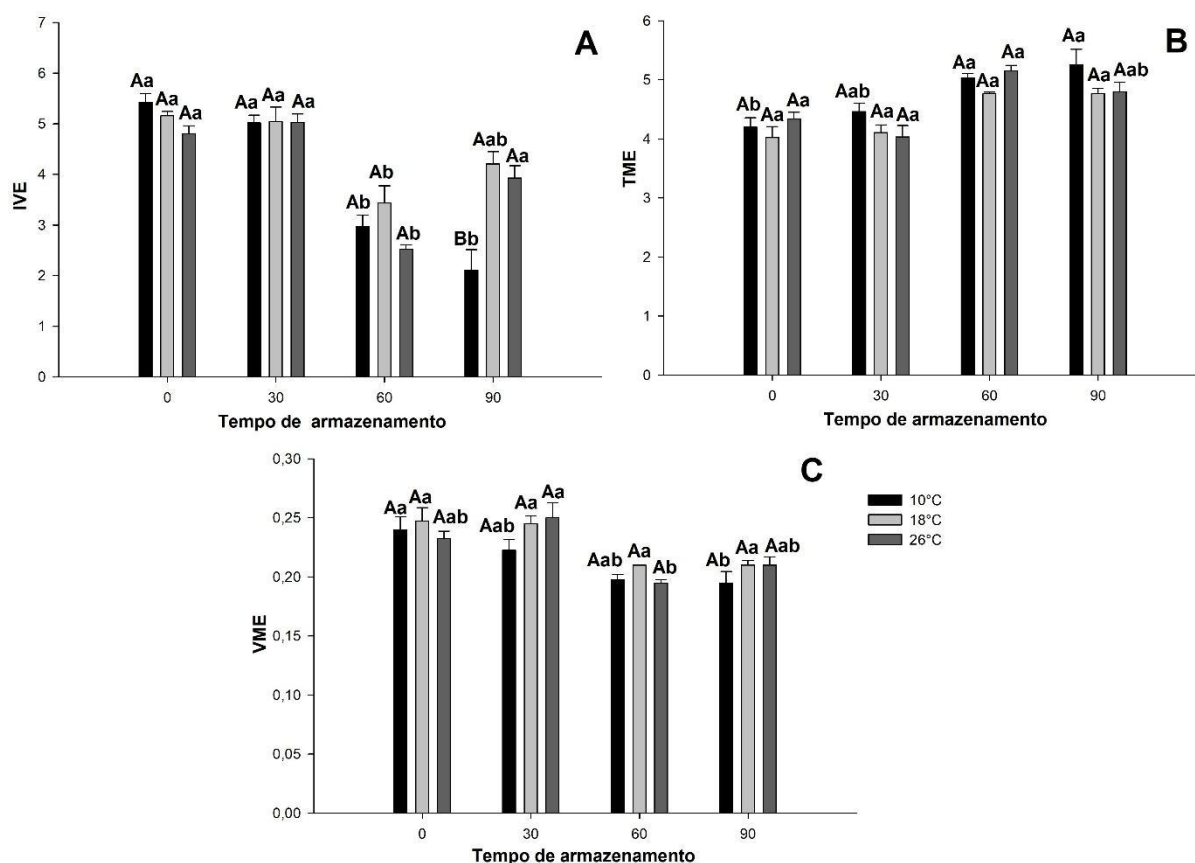 A
IVE
7
6
5
4
3
2
1
0
Aa Aa Aa
Aa Aa Aa
Ab Ab Ab
Bb Aab Aa
0 30 60 90
Tempo de armazenamento
B
TME
6
5
4
3
2
1
0
Ab Aa Aa
Aab Aa Aa
Aa Aa Aa
Aa Aa Aab
0 30 60 90
Tempo de armazenamento
C
VME
0,30
0,25
0,20
0,15
0,10
0,05
0,00
Aa Aa Aab
Aab Aa Aa
Aab Aa Ab
Ab Aa Aab
0 30 60 90
Tempo de armazenamento
10°C
18°C
26°C